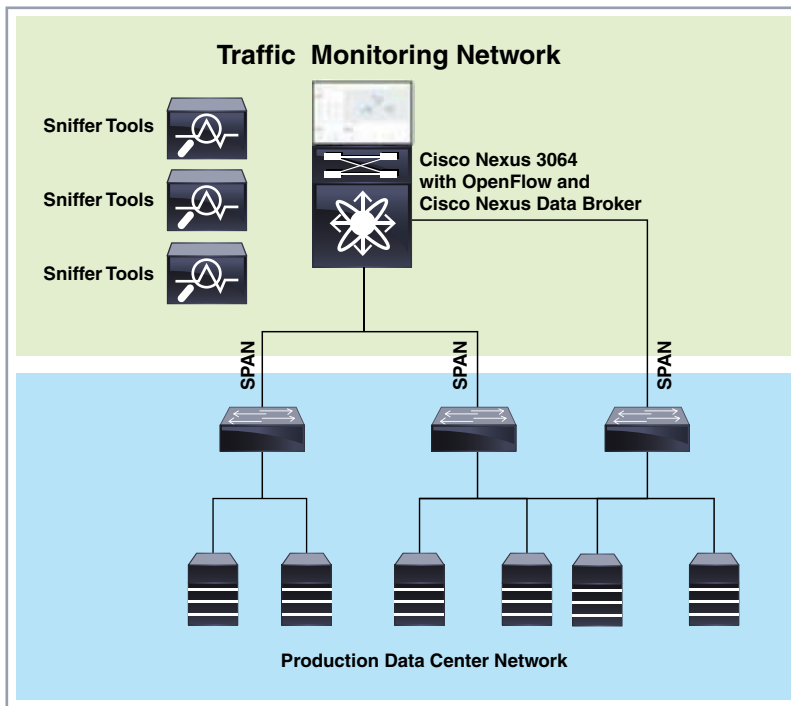 Traffic Monitoring Network
Sniffer Tools
Sniffer Tools
Sniffer Tools
Cisco Nexus 3064
with OpenFlow and
Cisco Nexus Data Broker
SPAN
SPAN
SPAN
Production Data Center Network